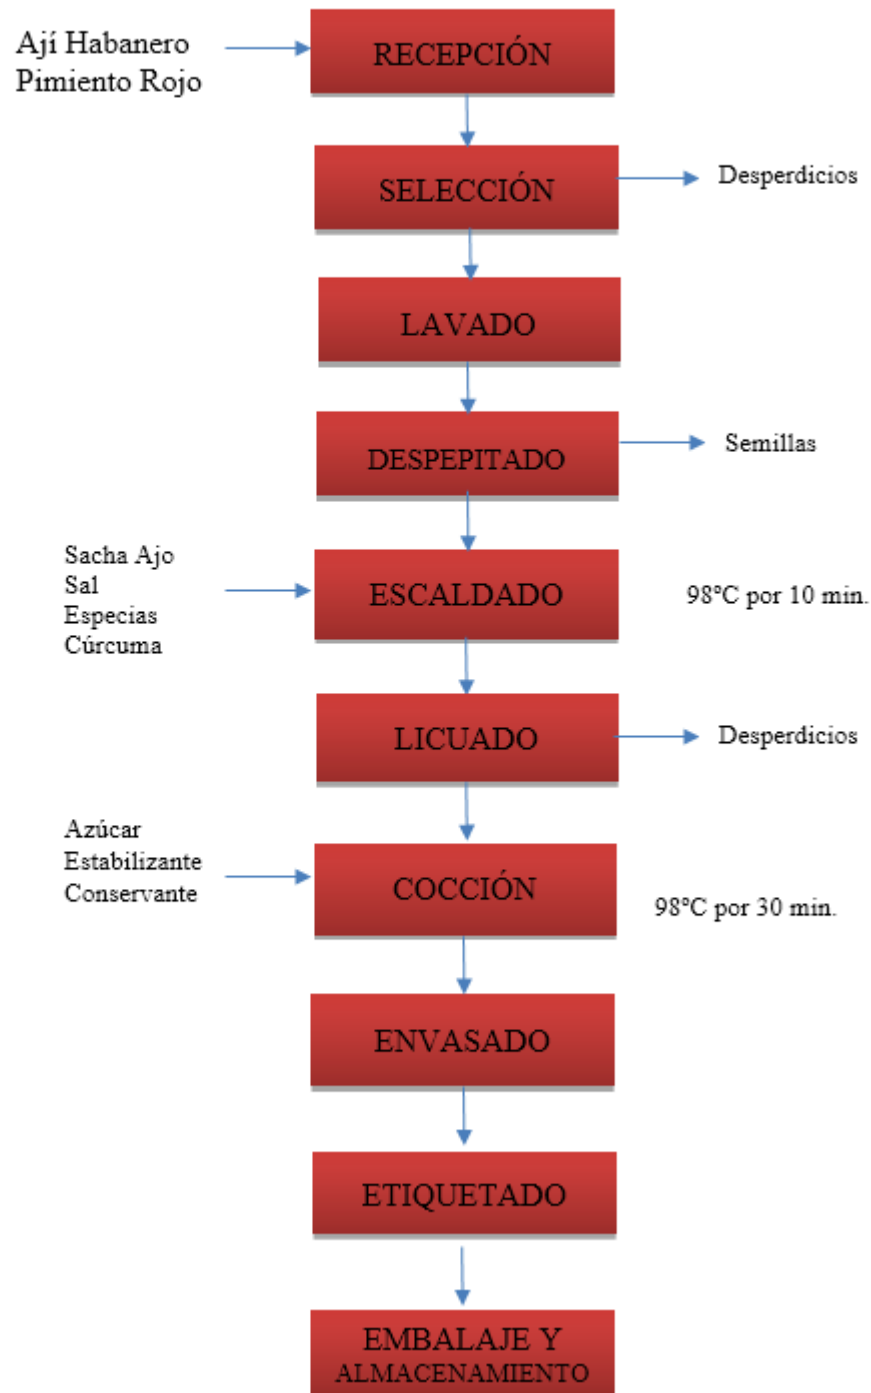 Ají Habanero
Pimiento Rojo
RECEPCIÓN
SELECCIÓN
Desperdicios
LAVADO
DESPEPITADO
Semillas
Sacha Ajo
Sal
Especias
Cúrcuma
ESCALDADO
98°C por 10 min.
LICUADO
Desperdicios
Azúcar
Estabilizante
Conservante
COCCIÓN
98°C por 30 min.
ENVASADO
ETIQUETADO
EMBALAJE Y
ALMACENAMIENTO